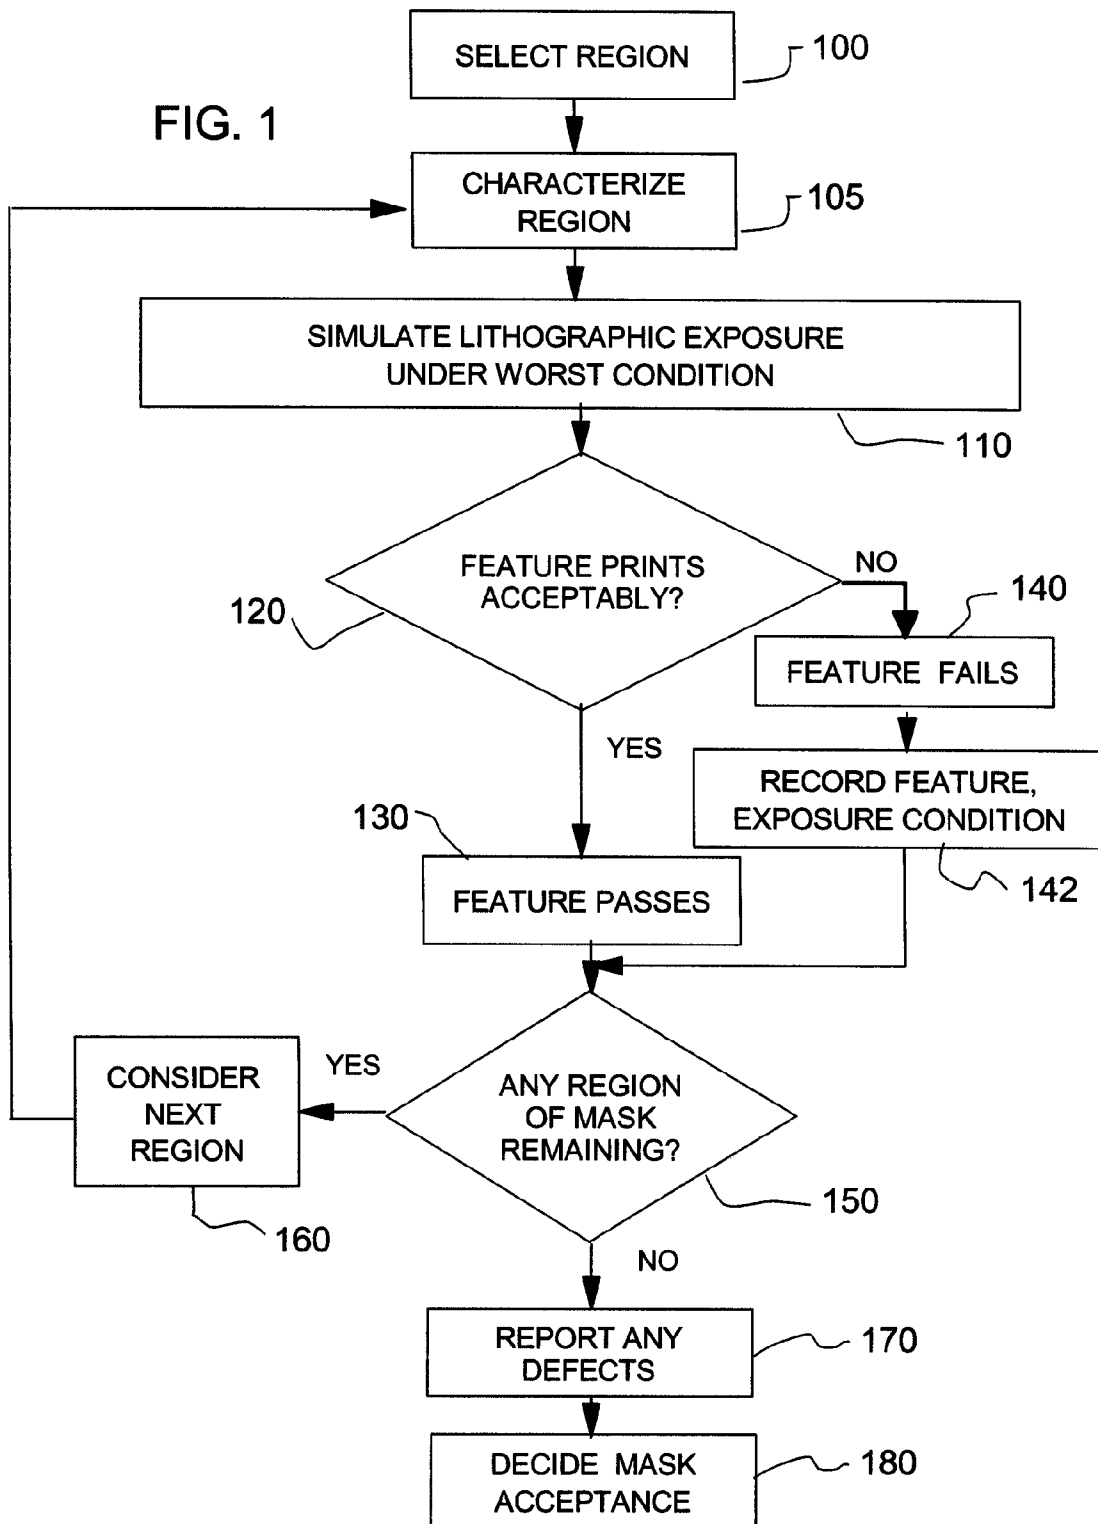 SELECT REGION
100
FIG. 1
CHARACTERIZE
REGION
105
SIMULATE LITHOGRAPHIC EXPOSURE
UNDER WORST CONDITION
110
FEATURE PRINTS
ACCEPTABLY?
NO
120
140
FEATURE FAILS
YES
RECORD FEATURE,
EXPOSURE CONDITION
130
142
FEATURE PASSES
YES
CONSIDER
NEXT
REGION
ANY REGION
OF MASK
REMAINING?
150
160
NO
REPORT ANY
DEFECTS
170
DECIDE MASK
ACCEPTANCE
180